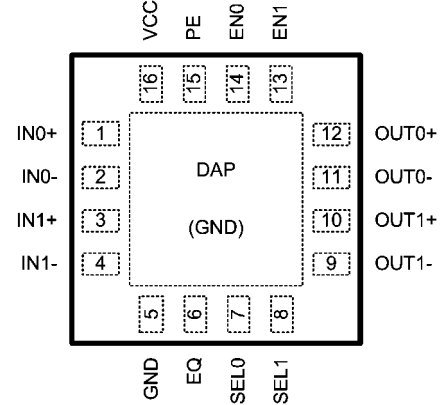 VCC PE EN0 EN1
16 15 14 13
IN0+ 1 12 OUT0+
IN0- 2 DAP 11 OUT0-
IN1+ 3 (GND) 10 OUT1+
IN1- 4 9 OUT1-
5 6 7 8
GND EQ SEL0 SEL1